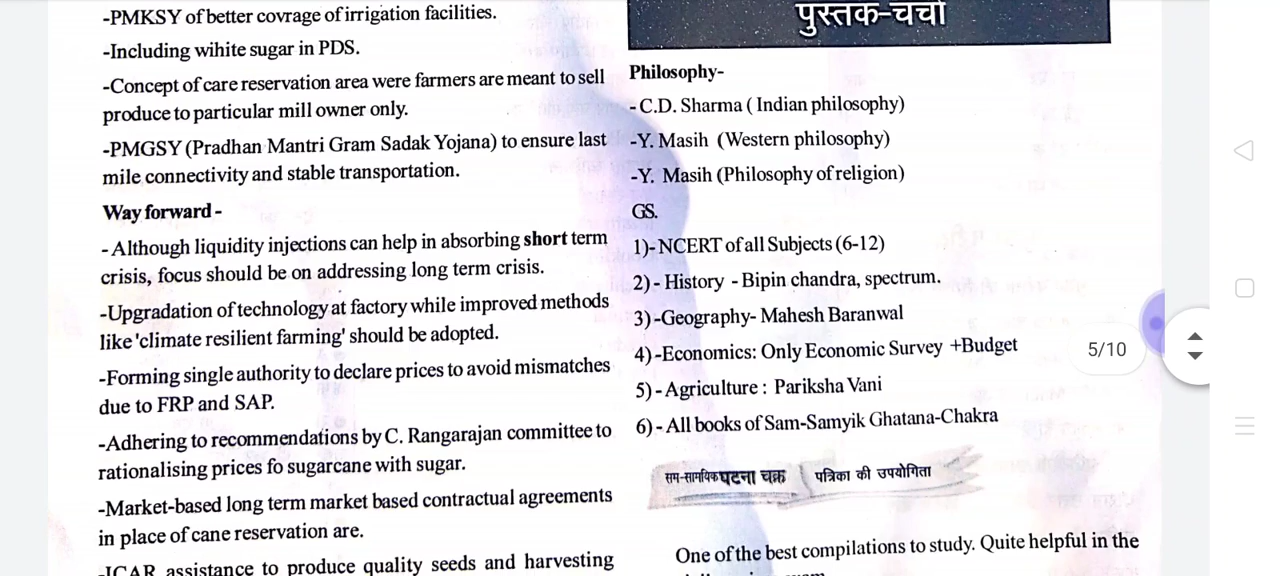 -PMKSY of better covrage of irrigation facilities.
-Including wihite sugar in PDS.
-Concept of care reservation area were farmers are meant to sell
produce to particular mill owner only.
-PMGSY (Pradhan Mantri Gram Sadak Yojana) to ensure last
mile connectivity and stable transportation.
Way forward -
- Although liquidity injections can help in absorbing short term
crisis, focus should be on addressing long term crisis.
-Upgradation of technology at factory while improved methods
like 'climate resilient farming' should be adopted.
-Forming single authority to declare prices to avoid mismatches
due to FRP and SAP.
-Adhering to recommendations by C. Rangarajan committee to
rationalising prices fo sugarcane with sugar.
-Market-based long term market based contractual agreements
in place of cane reservation are.
-ICAR assistance to produce quality seeds and harvesting
पुस्तक-चर्चा
Philosophy-
- C.D. Sharma ( Indian philosophy)
-Y. Masih (Western philosophy)
-Y. Masih (Philosophy of religion)
GS.
1)- NCERT of all Subjects (6-12)
2) - History - Bipin chandra, spectrum.
3) -Geography- Mahesh Baranwal
4) -Economics: Only Economic Survey +Budget
5) - Agriculture : Pariksha Vani
6) - All books of Sam-Samyik Ghatana-Chakra
सम-सामयिक घटना चक्र पत्रिका की उपयोगिता
One of the best compilations to study. Quite helpful in the
5/10